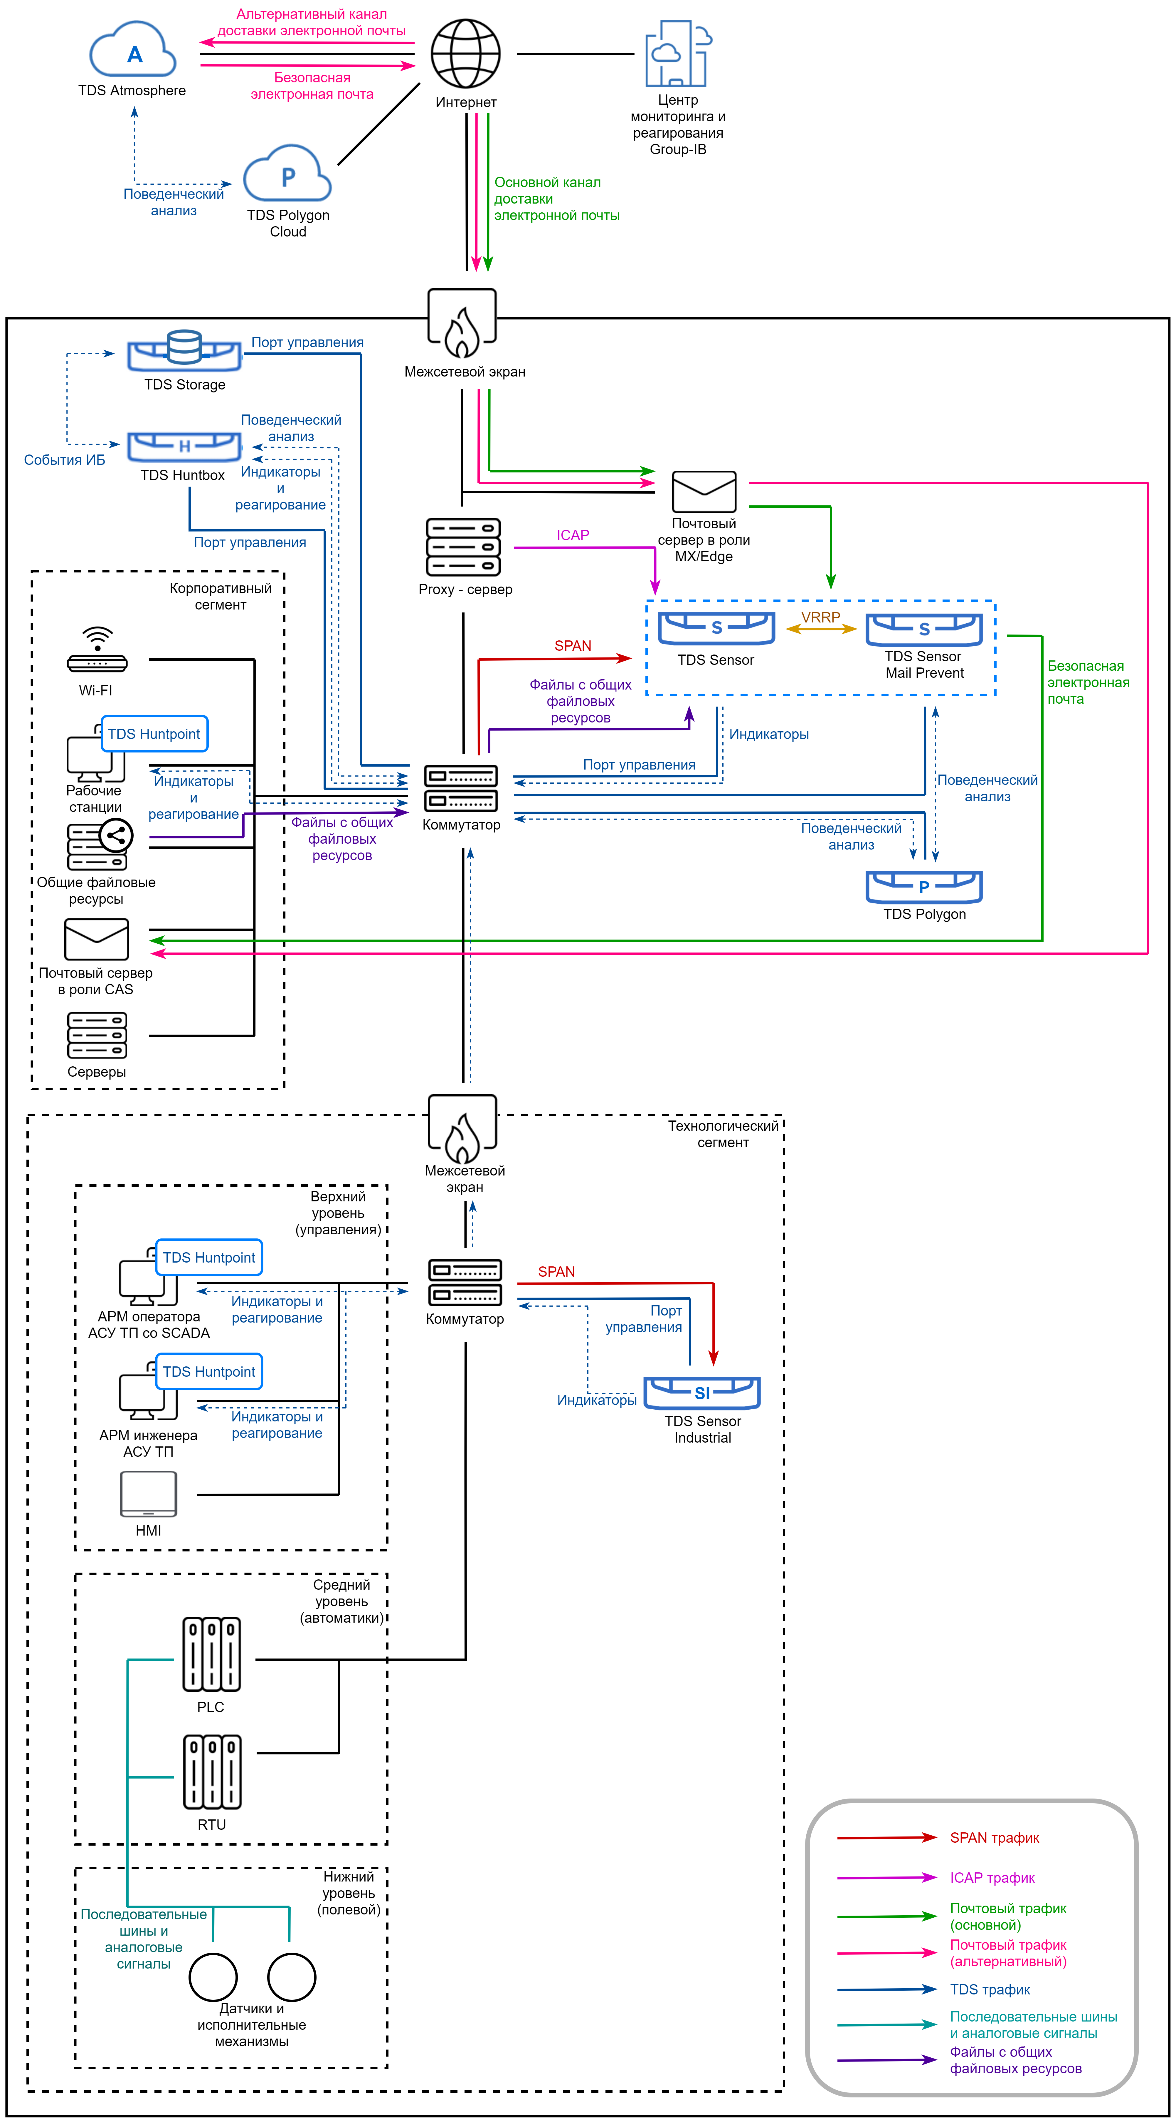 Альтернативный канал
доставки электронной почты
A
TDS Atmosphere
Безопасная
электронная почта
Интернет
Центр
мониторинга и
реагирования
Group-IB
P
Поведенческий
анализ
TDS Polygon
Cloud
Основной канал
доставки
электронной почты
Порт управления
TDS Storage
Межсетевой экран
Поведенческий
анализ
H
События ИБ
TDS Huntbox
Индикаторы
и
реагирование
Порт управления
Почтовый
сервер в роли
MX/Edge
ICAP
Proxy - сервер
Корпоративный
сегмент
S
VRRP
S
TDS Sensor
TDS Sensor
Mail Prevent
SPAN
Файлы с общих
файловых
ресурсов
Безопасная
электронная
почта
Wi-FI
TDS Huntpoint
Индикаторы
Порт управления
Рабочие
станции
Индикаторы
и
реагирование
Поведенческий
анализ
Коммутатор
Файлы с общих
файловых
ресурсов
Поведенческий
анализ
Общие файловые
ресурсы
P
TDS Polygon
Почтовый сервер
в роли CAS
Серверы
Технологический
сегмент
Межсетевой
экран
Верхний
уровень
(управления)
TDS Huntpoint
SPAN
Индикаторы и
реагирование
АРМ оператора
АСУ ТП со SCADA
Коммутатор
Порт
управления
TDS Huntpoint
Индикаторы
SI
Индикаторы и
реагирование
АРМ инженера
АСУ ТП
TDS Sensor
Industrial
HMI
Средний
уровень
(автоматики)
PLC
RTU
Нижний
уровень
(полевой)
Последовательные
шины и
аналоговые
сигналы
Датчики и
исполнительные
механизмы
SPAN трафик
ICAP трафик
Почтовый трафик
(основной)
Почтовый трафик
(альтернативный)
TDS трафик
Последовательные шины
и аналоговые сигналы
Файлы с общих
файловых ресурсов